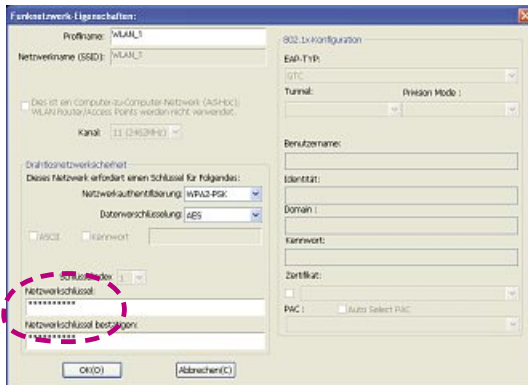 Funknetzwerk-Eigenschaften:
Profilname: WLAN_1
Netzwerkname (SSID): WLAN_1
Dies ist ein Computer-zu-Computer-Netzwerk (Ad-Hoc);
WLAN Router/Access Points werden nicht verwendet.
Kanal: 11 (2462MHz)
Drahtlosnetzwerksicherheit
Dieses Netzwerk erfordert einen Schlüssel für Folgendes:
Netzwerkauthentifizierung: WPA2-PSK
Datenverschlüsselung: AES
ASCII Kennwort
Schlüsselindex: 1
Netzwerkschlüssel:
**********
Netzwerkschlüssel bestätigen:
**********
OK(O) Abbrechen(C)
802.1x-Konfiguration
EAP-TYP:
GTC
Tunnel: Privision Mode :
Benutzername:
Identität:
Domain :
Kennwort:
Zertifikat:
PAC : Auto Select PAC